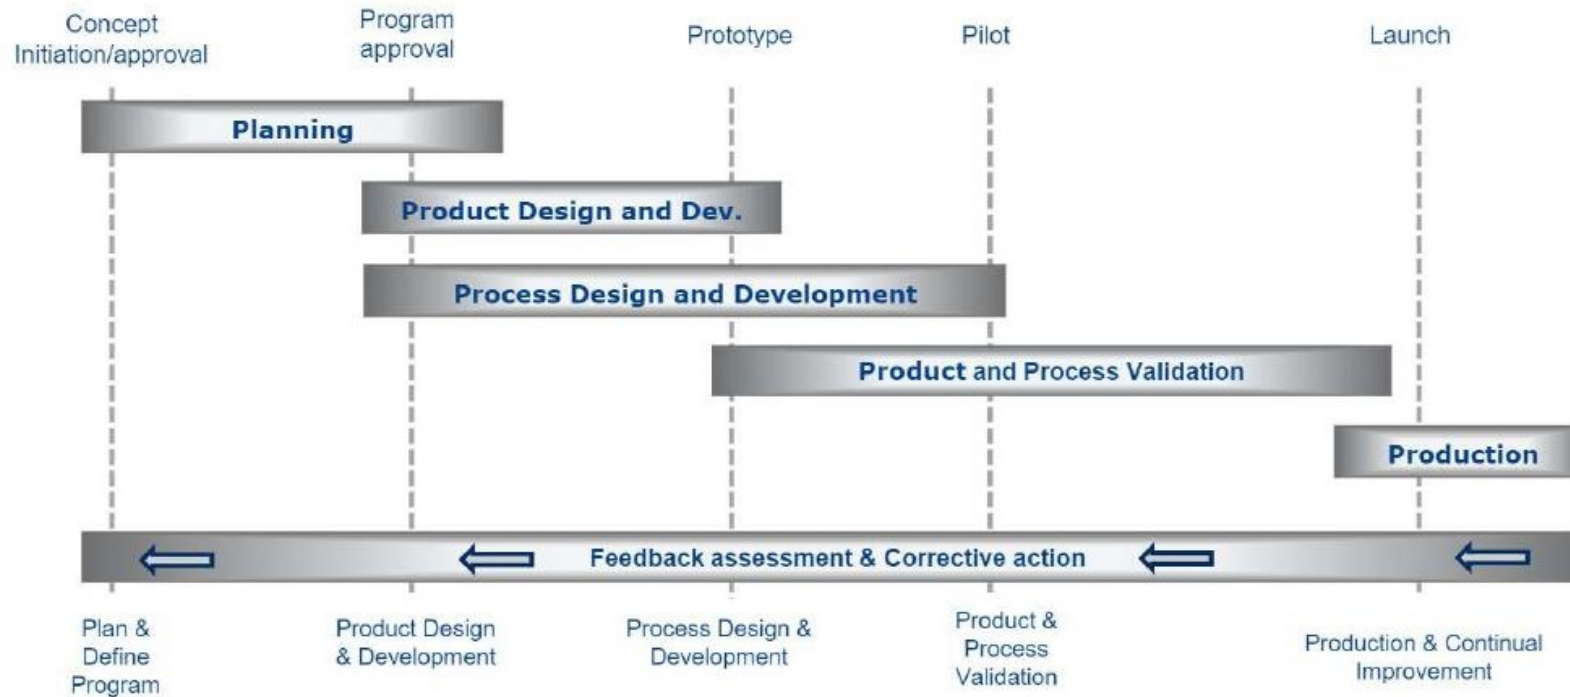 Concept
Initiation/approval
Program
approval
Prototype
Pilot
Launch
Planning
Product Design and Dev.
Process Design and Development
Product and Process Validation
Production
Feedback assessment & Corrective action
Plan &
Define
Program
Product Design
& Development
Process Design &
Development
Product &
Process
Validation
Production & Continual
Improvement